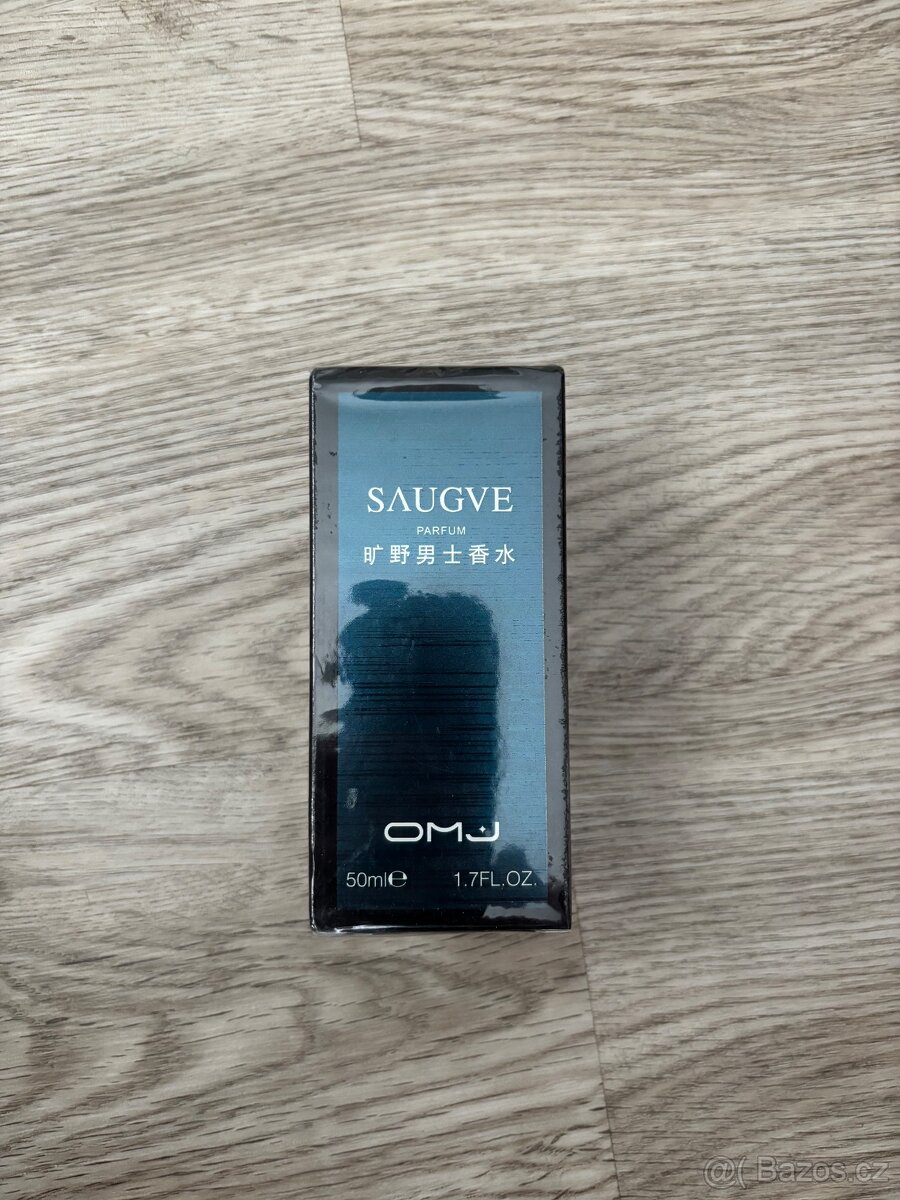 SAUGVE
PARFUM
旷野男士香水
OMJ
50ml℮ 1.7FL.OZ.
@( Bazos.cz